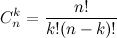 C_n^k = \frac{n!}{k!(n-k)!}